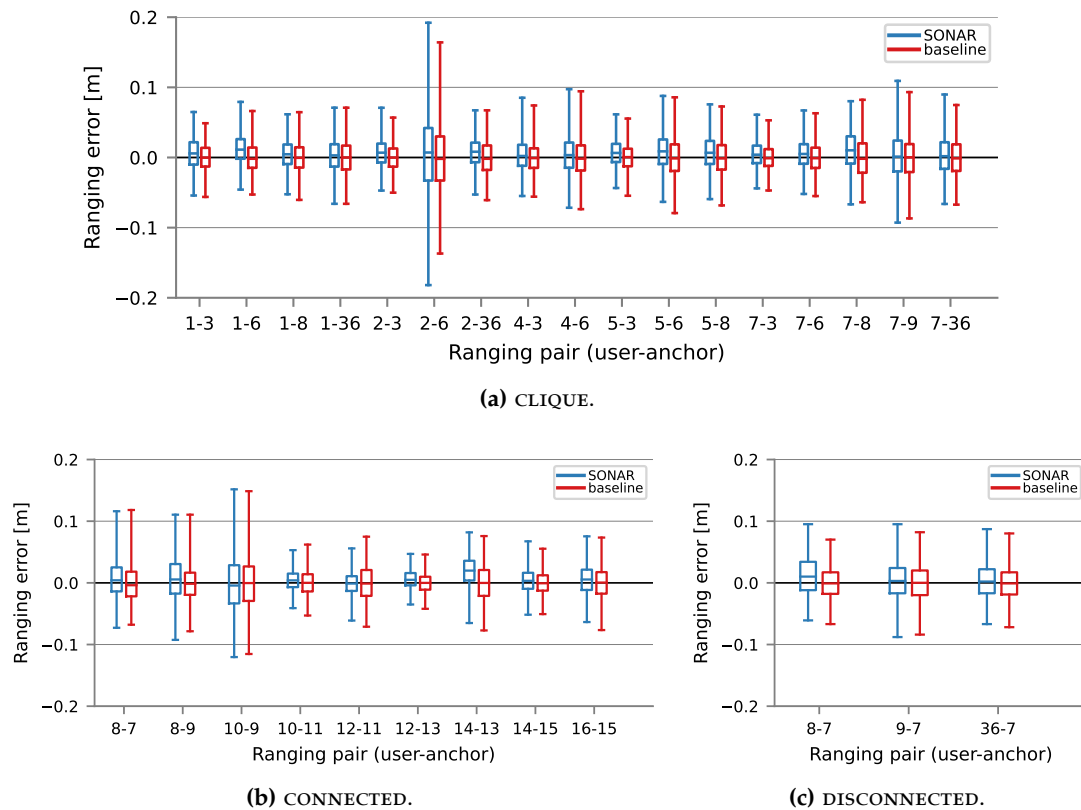 0.2
0.1
0.0
−0.1
−0.2
Ranging error [m]
SONAR
baseline
1-3 1-6 1-8 1-36 2-3 2-6 2-36 4-3 4-6 5-3 5-6 5-8 7-3 7-6 7-8 7-9 7-36
Ranging pair (user-anchor)
(a) CLIQUE.
0.2
0.1
0.0
−0.1
−0.2
Ranging error [m]
SONAR
baseline
8-7 8-9 10-9 10-11 12-11 12-13 14-13 14-15 16-15
Ranging pair (user-anchor)
(b) CONNECTED.
0.2
0.1
0.0
−0.1
−0.2
Ranging error [m]
SONAR
baseline
8-7 9-7 36-7
Ranging pair (user-anchor)
(c) DISCONNECTED.